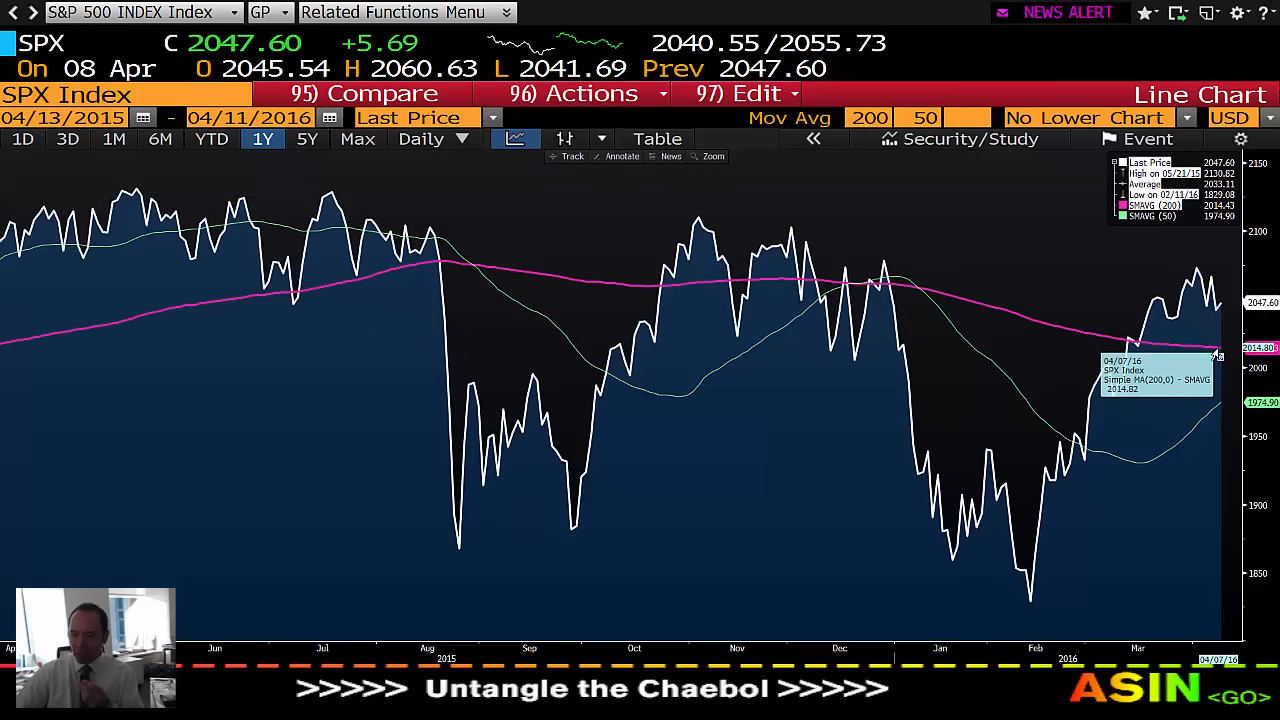 S&P 500 INDEX Index GP Related Functions Menu NEWS ALERT ?
SPX C 2047.60 +5.69 2040.55/2055.73
On 08 Apr O 2045.54 H 2060.63 L 2041.69 Prev 2047.60
SPX Index 95) Compare 96) Actions 97) Edit Line Chart
04/13/2015 - 04/11/2016 Last Price Mov Avg 200 50 No Lower Chart USD
1D 3D 1M 6M YTD 1Y 5Y Max Daily Table « Security/Study Event
Track Annotate News Zoom
Last Price 2047.60
High on 05/21/15 2130.82
Average 2033.11
Low on 02/11/16 1829.08
SMAVG (200) 2014.43
SMAVG (50) 1974.90
2150
2100
2047.60
2014.80
2000
1974.90
1950
1900
1850
04/07/16
SPX Index
Simple MA(200,0) - SMAVG
2014.82
Jun Jul Aug Sep Oct Nov Dec Jan Feb Mar
2015 2016 04/07/16
>>>>> Untangle the Chaebol >>>>>
ASIN <GO>